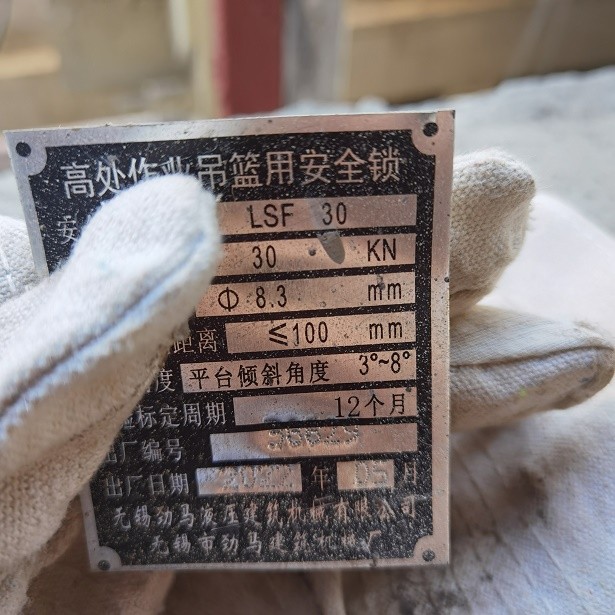 高处作业吊篮用安全锁
安 LSF 30
30 KN
Φ 8.3 mm
距离 ≤100 mm
度 平台倾斜角度 3°~8°
标定周期 12个月
出厂编号
出厂日期 年 05 月
无锡劲马液压建筑机械有限公司
无锡市劲马建筑机械厂